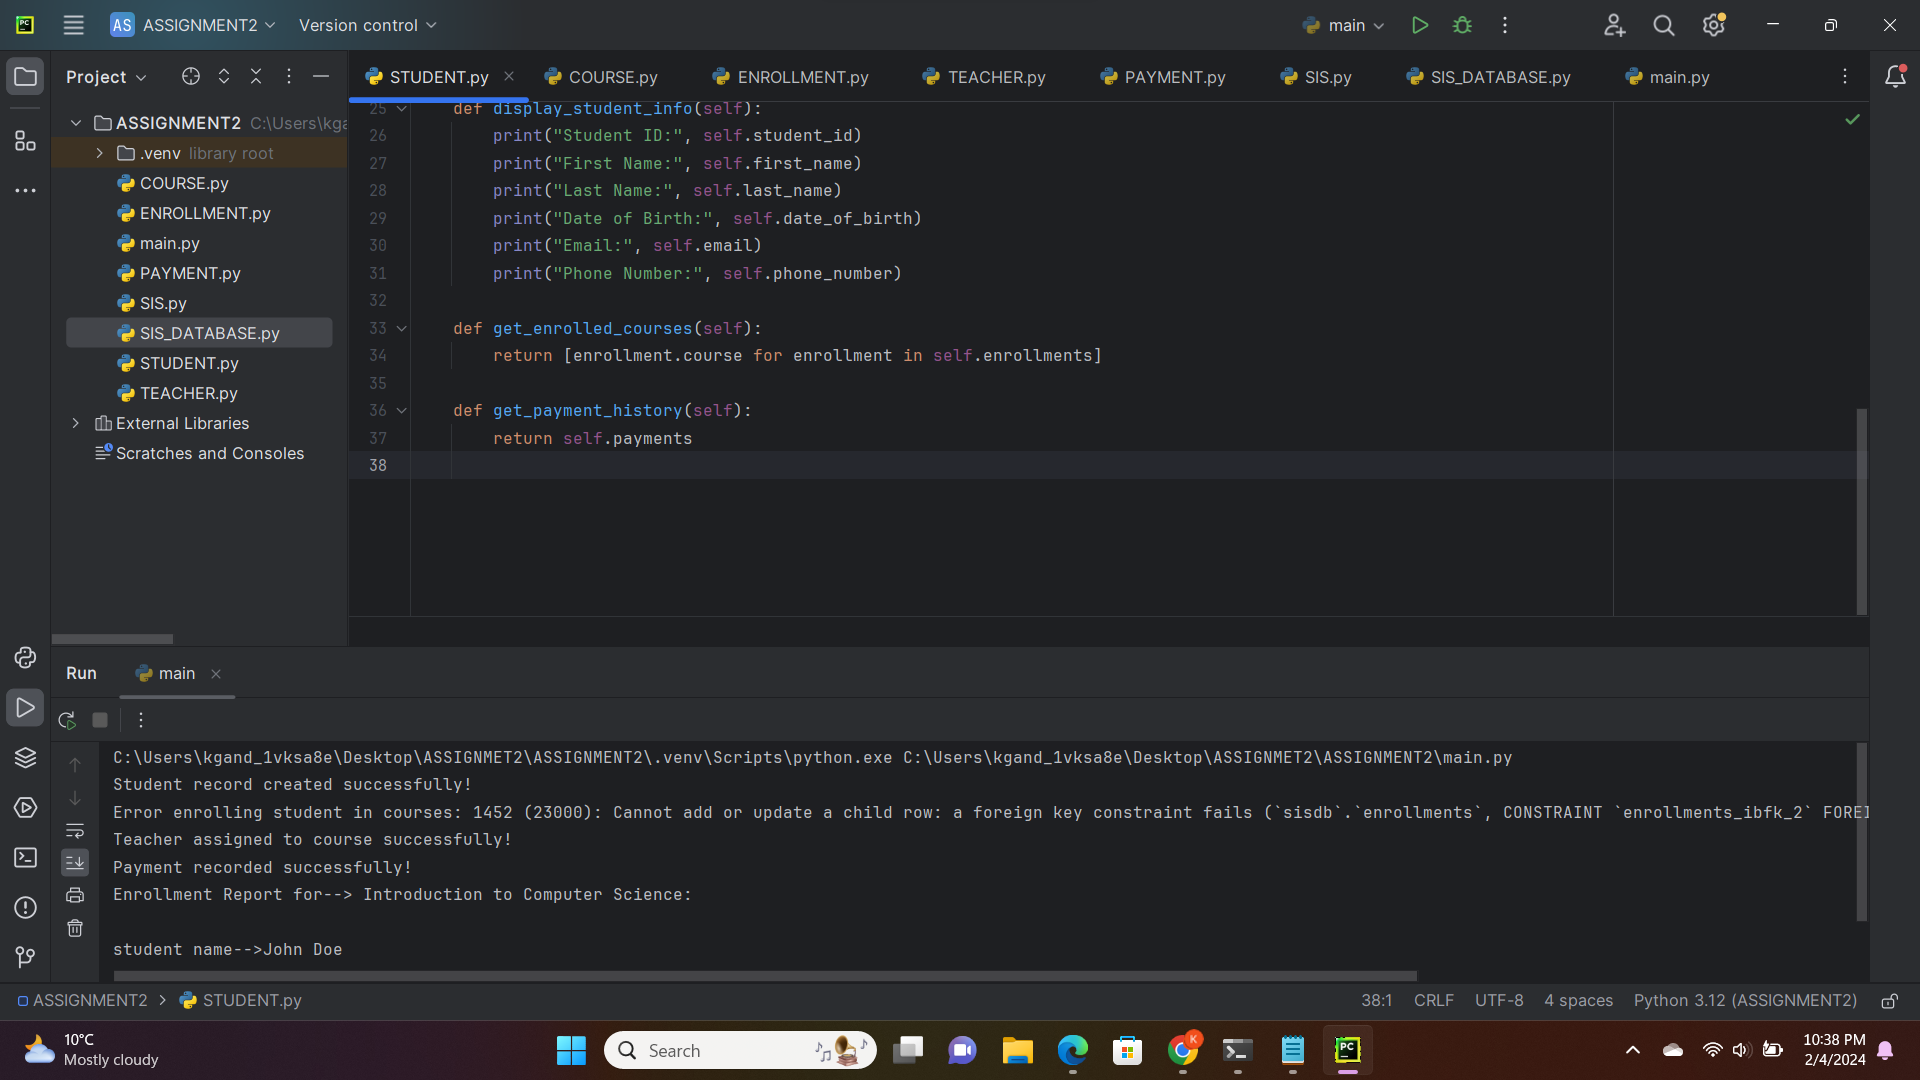 AS ASSIGNMENT2 Version control main
Project
STUDENT.py COURSE.py ENROLLMENT.py TEACHER.py PAYMENT.py SIS.py SIS_DATABASE.py main.py
ASSIGNMENT2 C:\Users\kga
.venv library root
COURSE.py
ENROLLMENT.py
main.py
PAYMENT.py
SIS.py
SIS_DATABASE.py
STUDENT.py
TEACHER.py
External Libraries
Scratches and Consoles
25 def display_student_info(self):
26 print("Student ID:", self.student_id)
27 print("First Name:", self.first_name)
28 print("Last Name:", self.last_name)
29 print("Date of Birth:", self.date_of_birth)
30 print("Email:", self.email)
31 print("Phone Number:", self.phone_number)
32
33 def get_enrolled_courses(self):
34 return [enrollment.course for enrollment in self.enrollments]
35
36 def get_payment_history(self):
37 return self.payments
38
Run main
C:\Users\kgand_1vksa8e\Desktop\ASSIGNMET2\ASSIGNMENT2\.venv\Scripts\python.exe C:\Users\kgand_1vksa8e\Desktop\ASSIGNMET2\ASSIGNMENT2\main.py
Student record created successfully!
Error enrolling student in courses: 1452 (23000): Cannot add or update a child row: a foreign key constraint fails (`sisdb`.`enrollments`, CONSTRAINT `enrollments_ibfk_2` FOREI
Teacher assigned to course successfully!
Payment recorded successfully!
Enrollment Report for--> Introduction to Computer Science:
student name-->John Doe
ASSIGNMENT2 STUDENT.py 38:1 CRLF UTF-8 4 spaces Python 3.12 (ASSIGNMENT2)
10°C
Mostly cloudy
Search
K
PC
10:38 PM
2/4/2024